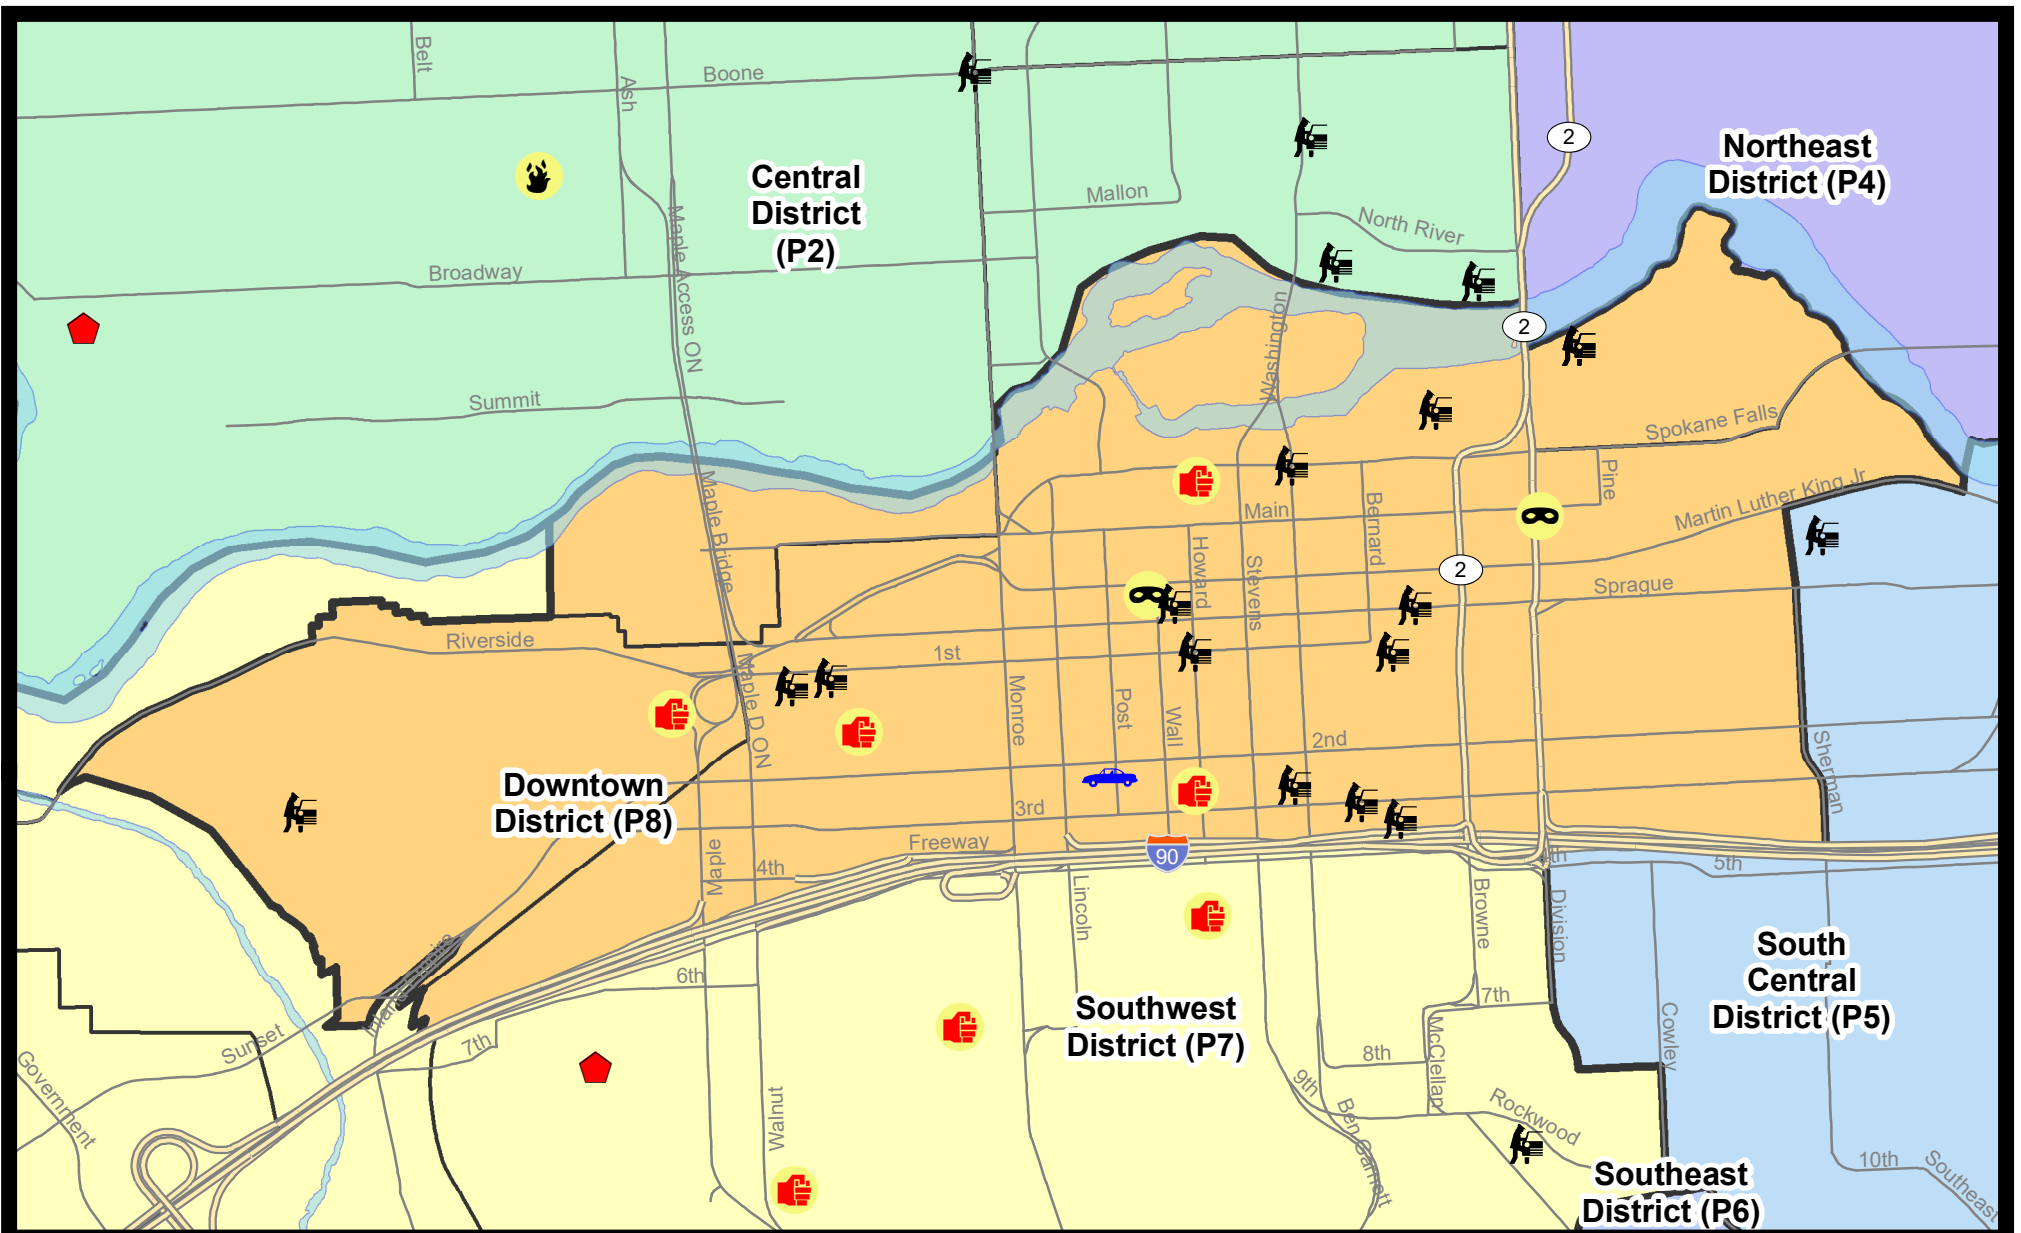 Belt
Ash
Boone
Central
District
(P2)
Maple Access ON
Mallon
North River
2
Northeast
District (P4)
Broadway
Washington
2
Summit
Spokane Falls
Pine
Martin Luther King Jr
Maple Bridge
Main
Bernard
Howard
Stevens
2
Sprague
Riverside
1st
Maple D ON
Monroe
Post
Wall
2nd
Sherman
Downtown
District (P8)
3rd
Freeway
90
Maple
4th
4th
5th
Lincoln
Browne
Division
Inland Empire
6th
7th
Sunset
Government
Walnut
Southwest
District (P7)
7th
McClellan
8th
9th
Ben Garnett
Rockwood
Cowley
South
Central
District (P5)
10th
Southeast
Southeast
District (P6)